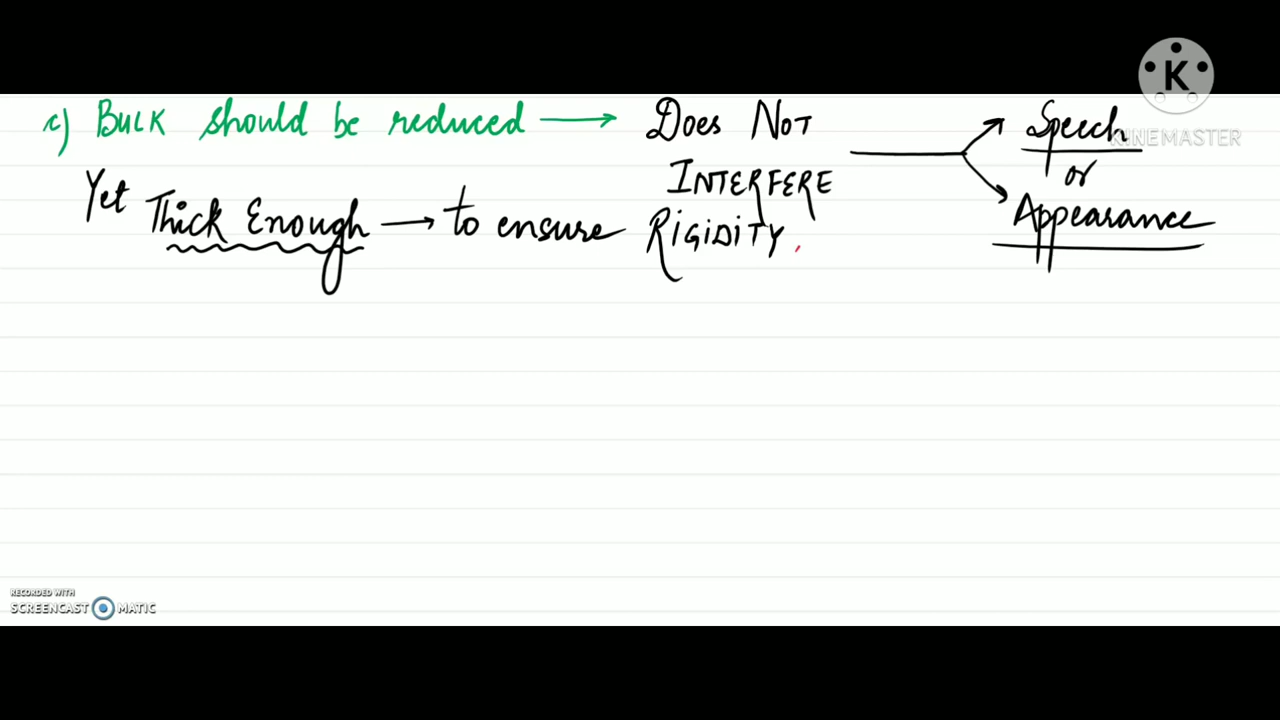 K
KINEMASTER
c) BULK should be reduced → Does NOT INTERFERE → Speech or Appearance
Yet Thick Enough → to ensure RIGIDITY.
RECORDED WITH
SCREENCAST MATIC